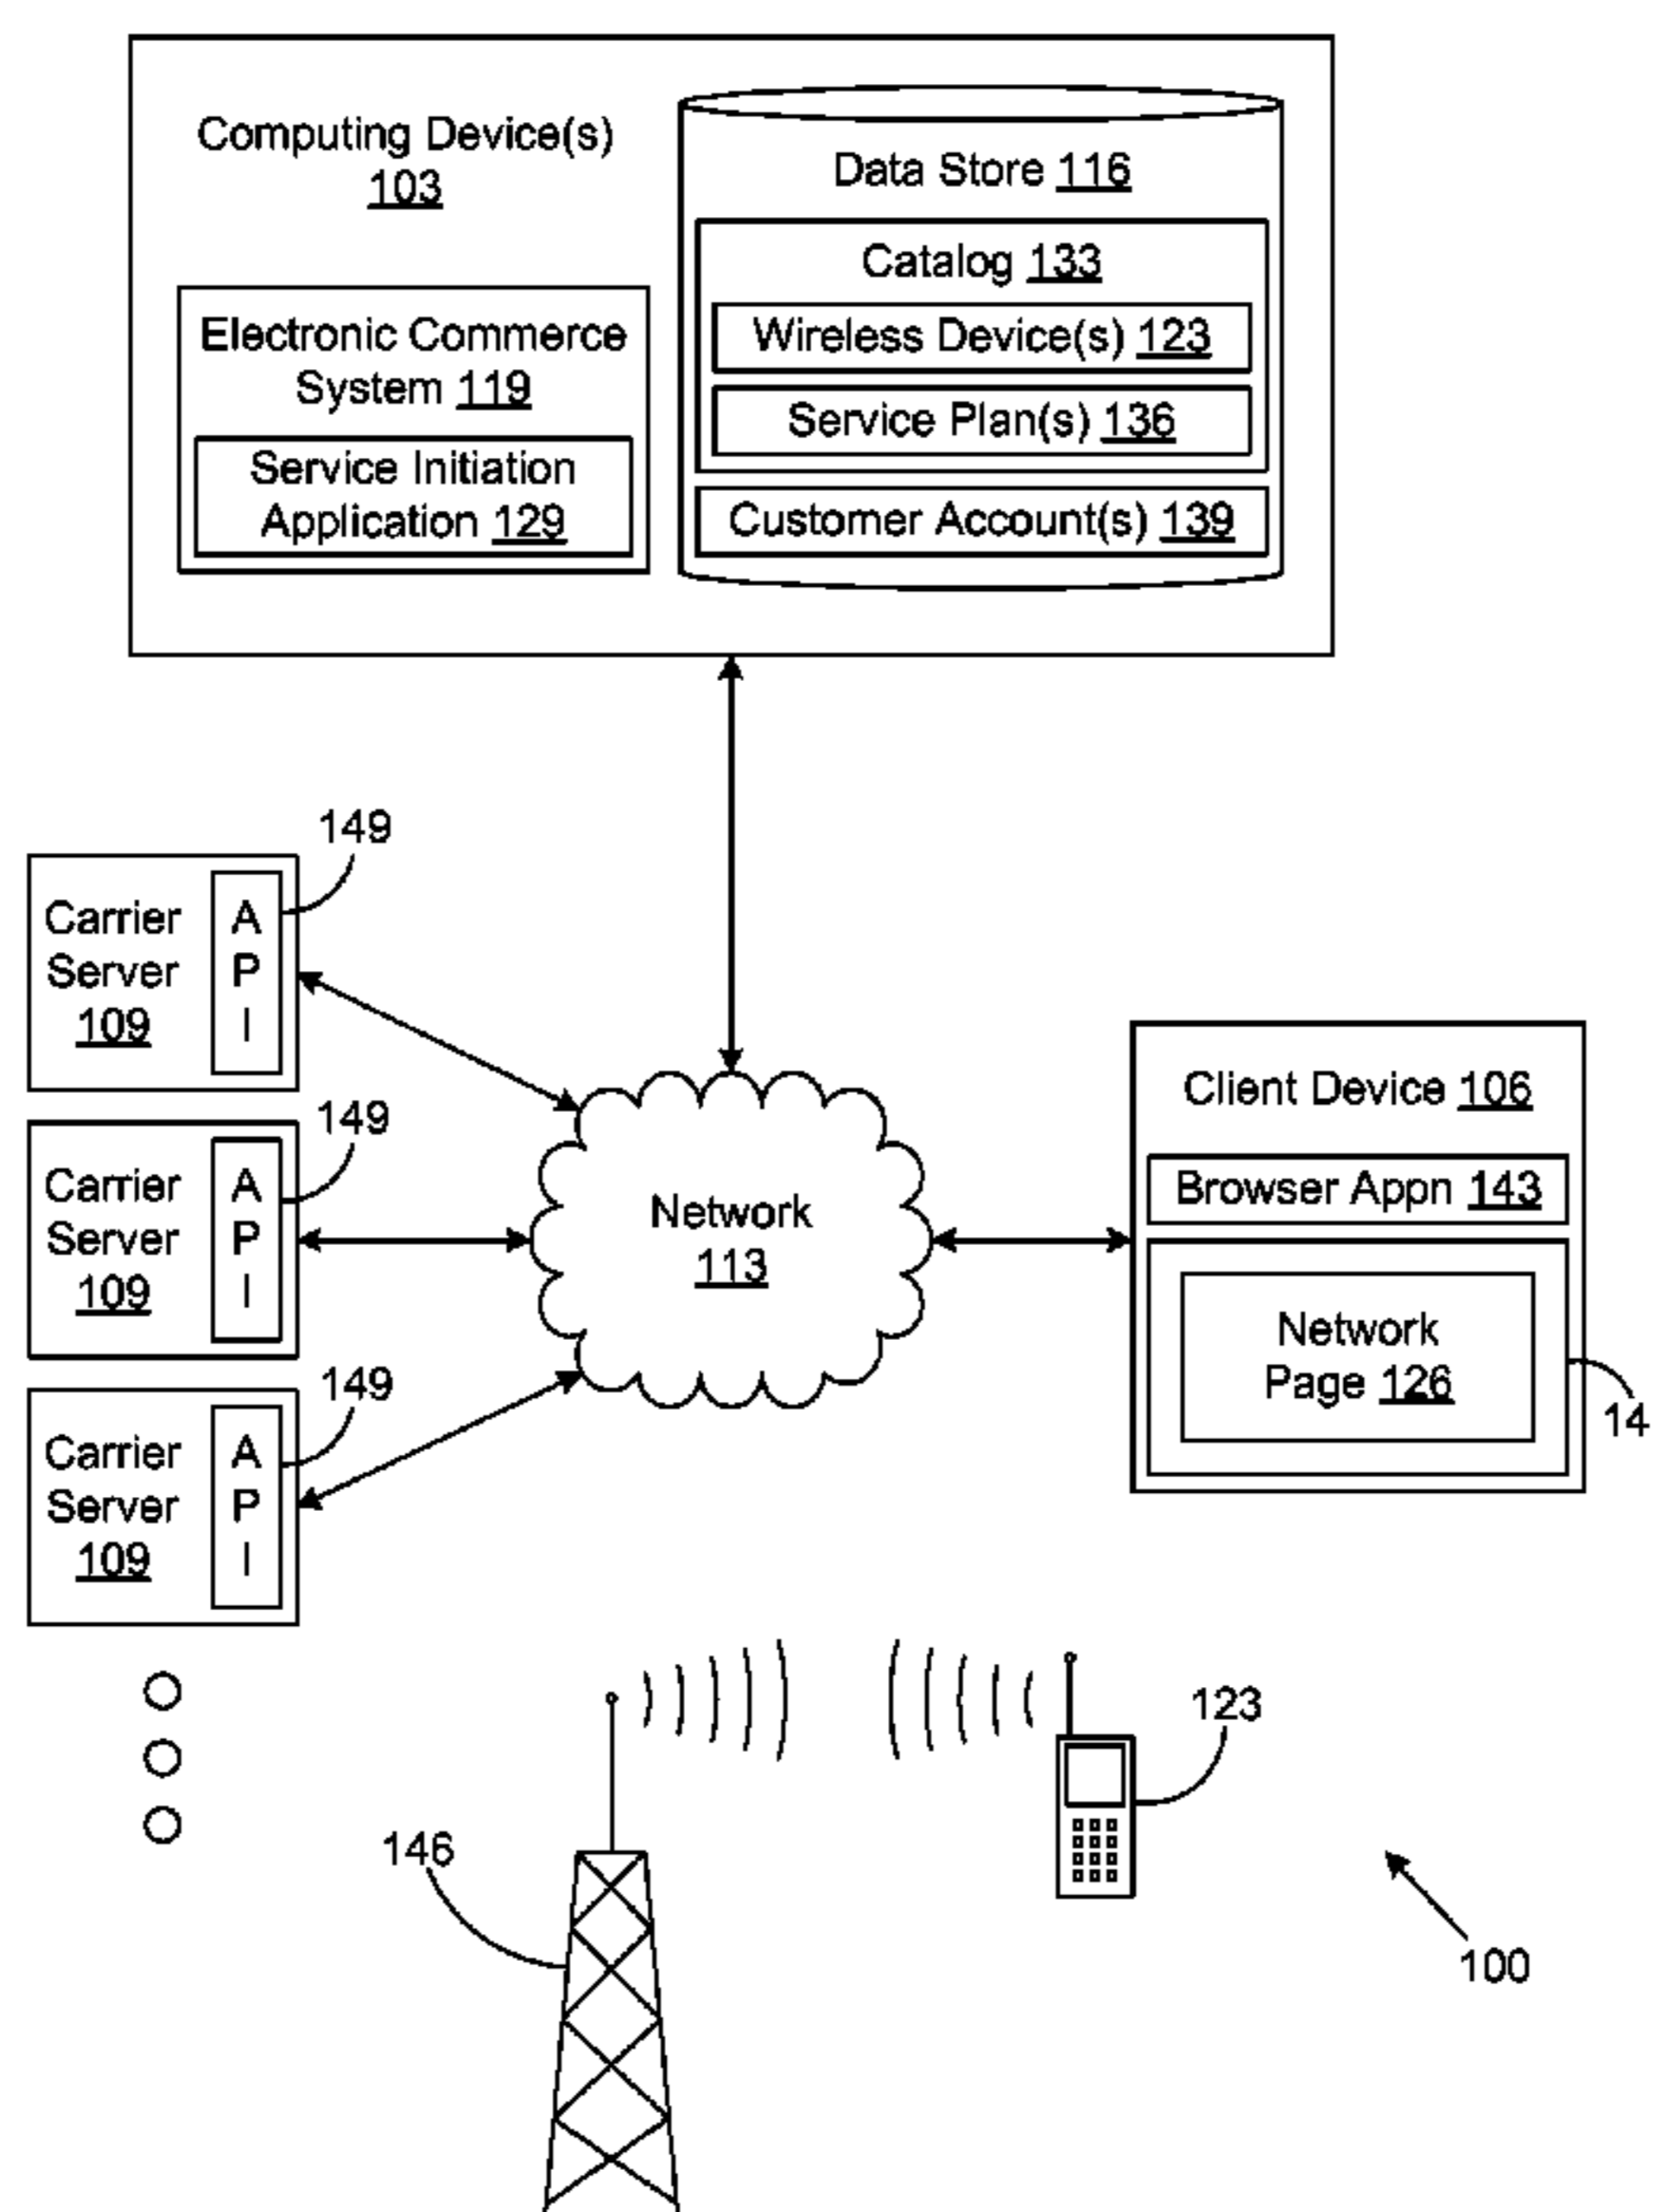 Computing Device(s)
103
Data Store 116
Catalog 133
Wireless Device(s) 123
Service Plan(s) 136
Customer Account(s) 139
Electronic Commerce
System 119
Service Initiation
Application 129
149
Carrier
Server
109
A
P
I
149
Carrier
Server
109
A
P
I
149
Carrier
Server
109
A
P
I
Network
113
Client Device 106
Browser Appn 143
Network
Page 126
14
123
146
100